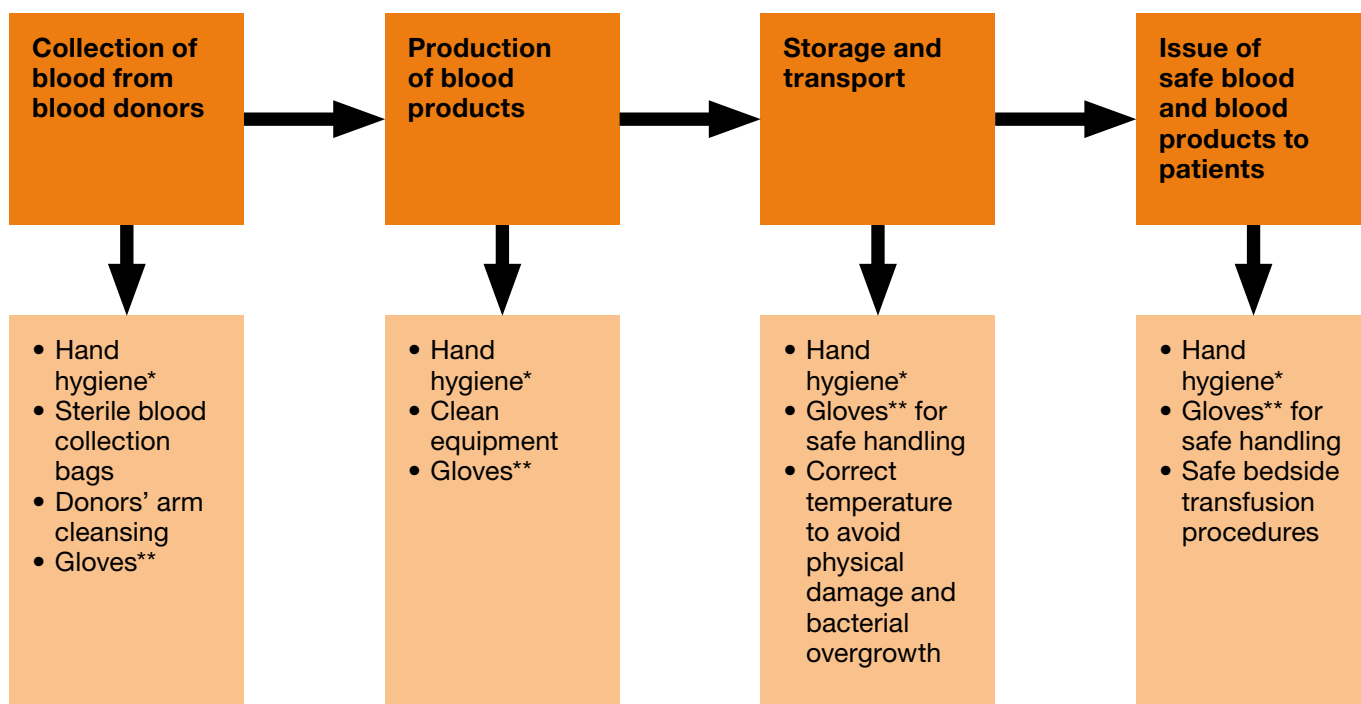 Collection of
blood from
blood donors
Production
of blood
products
Storage and
transport
Issue of
safe blood
and blood
products to
patients
• Hand
hygiene*
• Sterile blood
collection
bags
• Donors’ arm
cleansing
• Gloves**
• Hand
hygiene*
• Clean
equipment
• Gloves**
• Hand
hygiene*
• Gloves** for
safe handling
• Correct
temperature
to avoid
physical
damage and
bacterial
overgrowth
• Hand
hygiene*
• Gloves** for
safe handling
• Safe bedside
transfusion
procedures